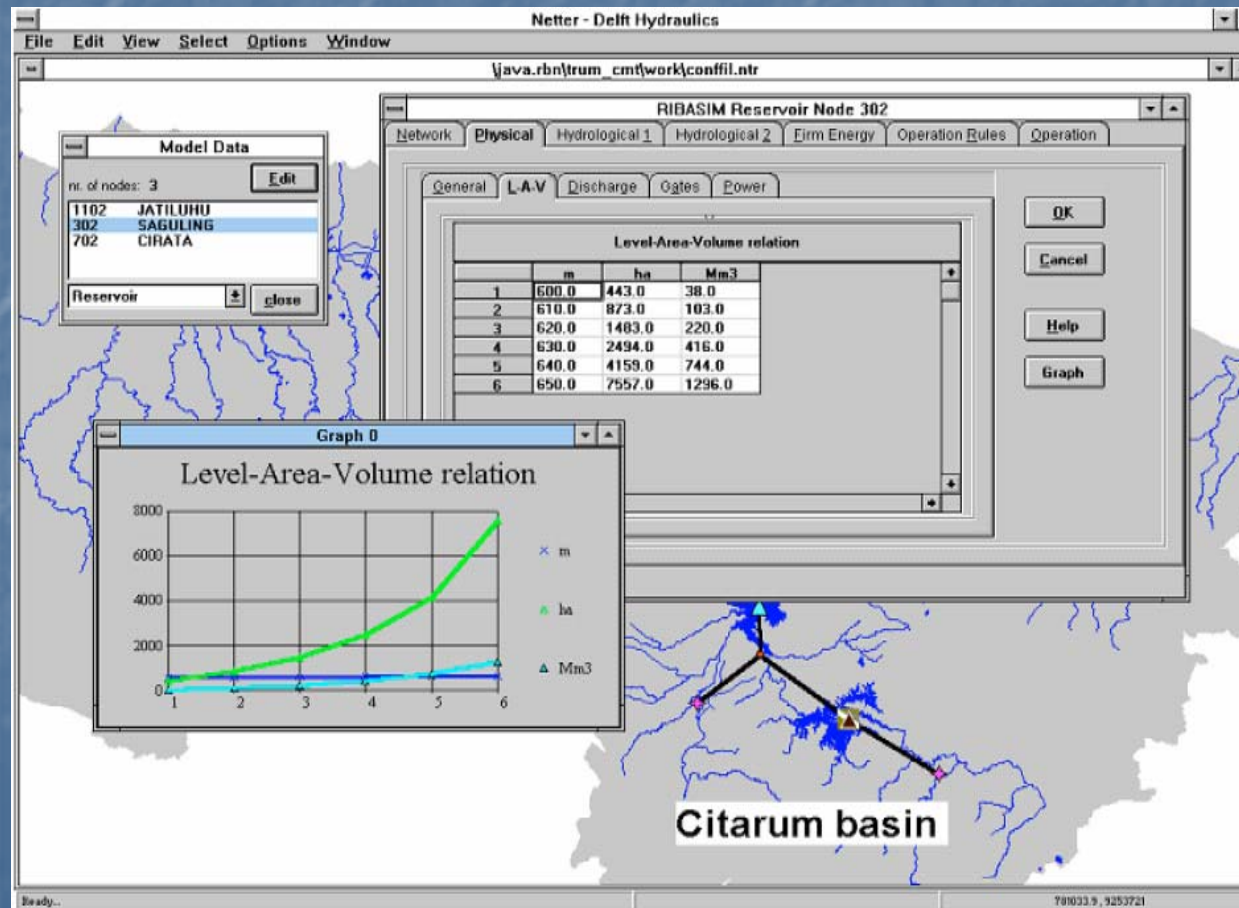 Netter - Delft Hydraulics
File Edit View Select Options Window
\java.rbn\trum_cmt\work\conffil.ntr
RIBASIM Reservoir Node 302
Network Physical Hydrological 1 Hydrological 2 Firm Energy Operation Rules Operation
Model Data
nr. of nodes: 3 Edit
1102 JATILUHU
302 SAGULING
702 CIRATA
Reservoir close
General L-A-V Discharge Gates Power
Level-Area-Volume relation
m ha Mm3
1 600.0 443.0 38.0
2 610.0 873.0 103.0
3 620.0 1483.0 220.0
4 630.0 2494.0 416.0
5 640.0 4159.0 744.0
6 650.0 7557.0 1296.0
OK
Cancel
Help
Graph
Graph 0
Level-Area-Volume relation
8000
6000
4000
2000
0
1 2 3 4 5 6
m
ha
Mm3
Citarum basin
Ready.. 781033.9 , 9253721